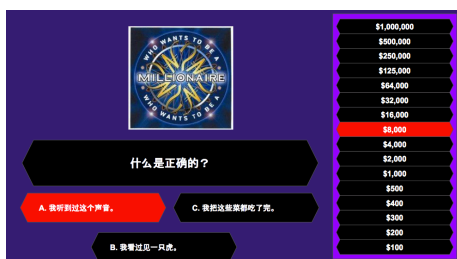 WHO WANTS TO BE A
MILLIONAIRE
WHO WANTS TO BE A
什么是正确的？
A. 我听到过这个声音。
C. 我把这些菜都吃了完。
B. 我看过见一只虎。
$1,000,000
$500,000
$250,000
$125,000
$64,000
$32,000
$16,000
$8,000
$4,000
$2,000
$1,000
$500
$400
$300
$200
$100